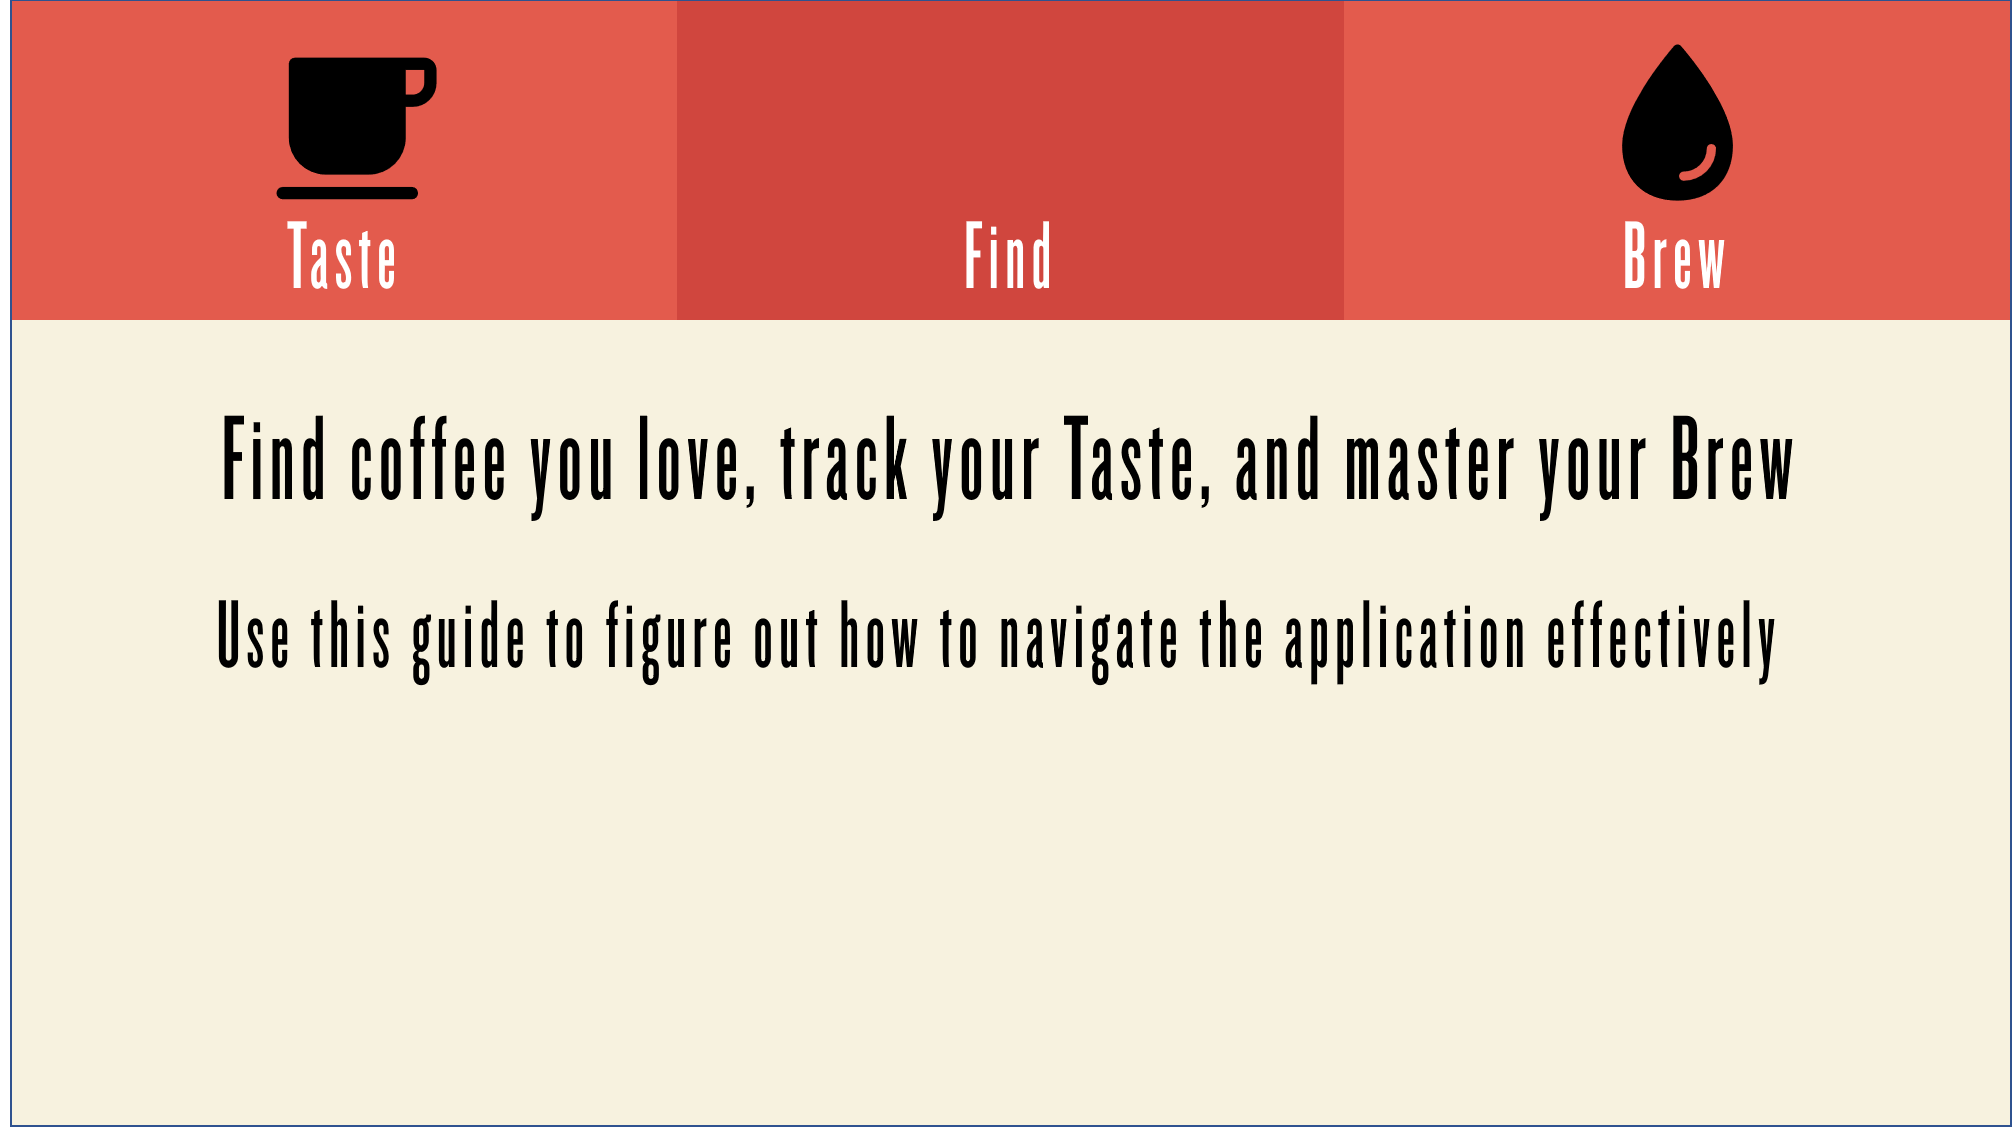 Taste
Find
Brew
Find coffee you love, track your Taste, and master your Brew
Use this guide to figure out how to navigate the application effectively